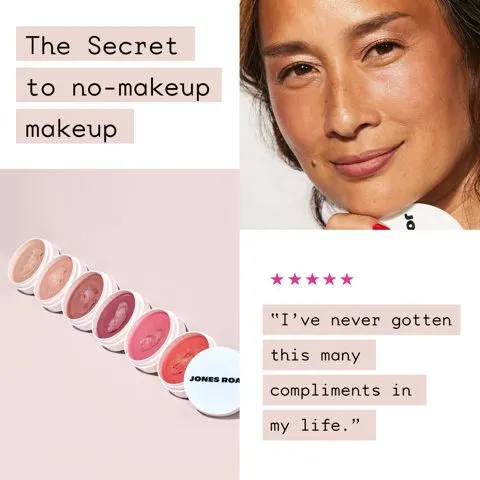 The Secret
to no-makeup
makeup
JONES ROA
"I've never gotten
this many
compliments in
my life."